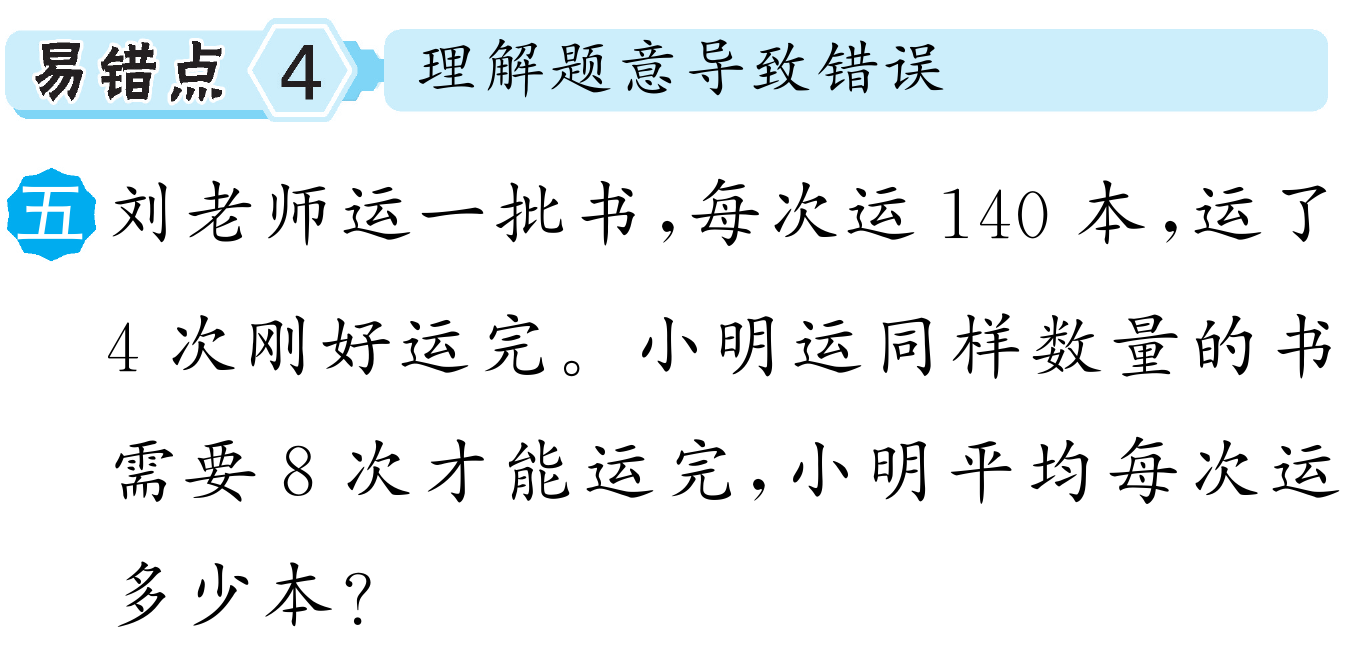 易错点 4 理解题意导致错误
五 刘老师运一批书,每次运 140 本,运了
4 次刚好运完。小明运同样数量的书
需要 8 次才能运完,小明平均每次运
多少本?